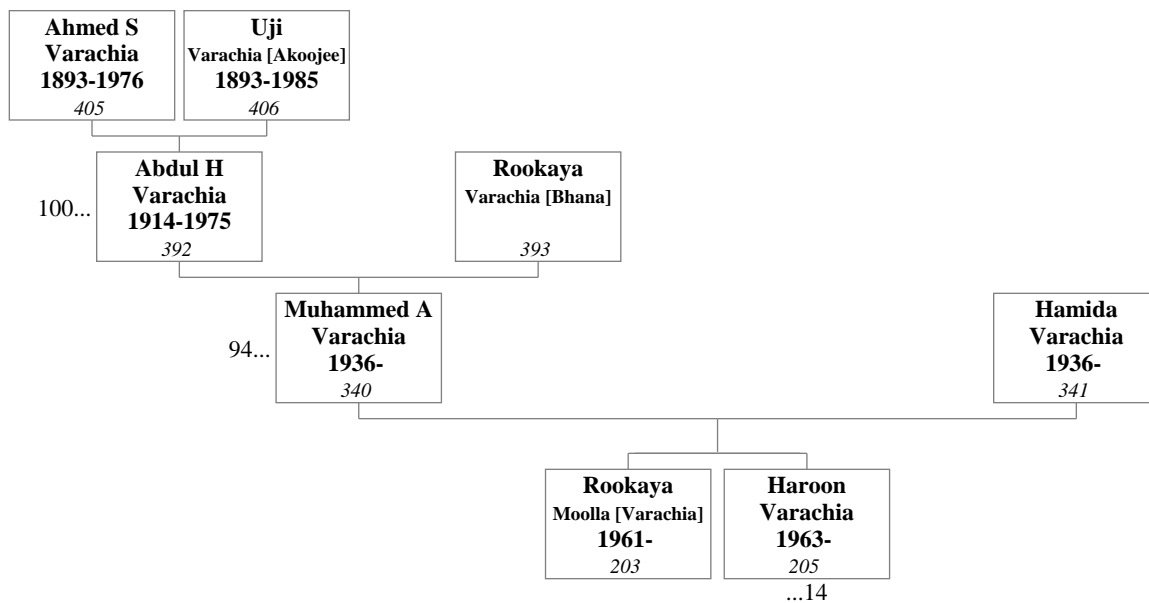 Ahmed S
Varachia
1893-1976
405
Uji
Varachia [Akoojee]
1893-1985
406
100...
Abdul H
Varachia
1914-1975
392
Rookaya
Varachia [Bhana]
393
94...
Muhammed A
Varachia
1936-
340
Hamida
Varachia
1936-
341
Rookaya
Moolla [Varachia]
1961-
203
Haroon
Varachia
1963-
205
...14